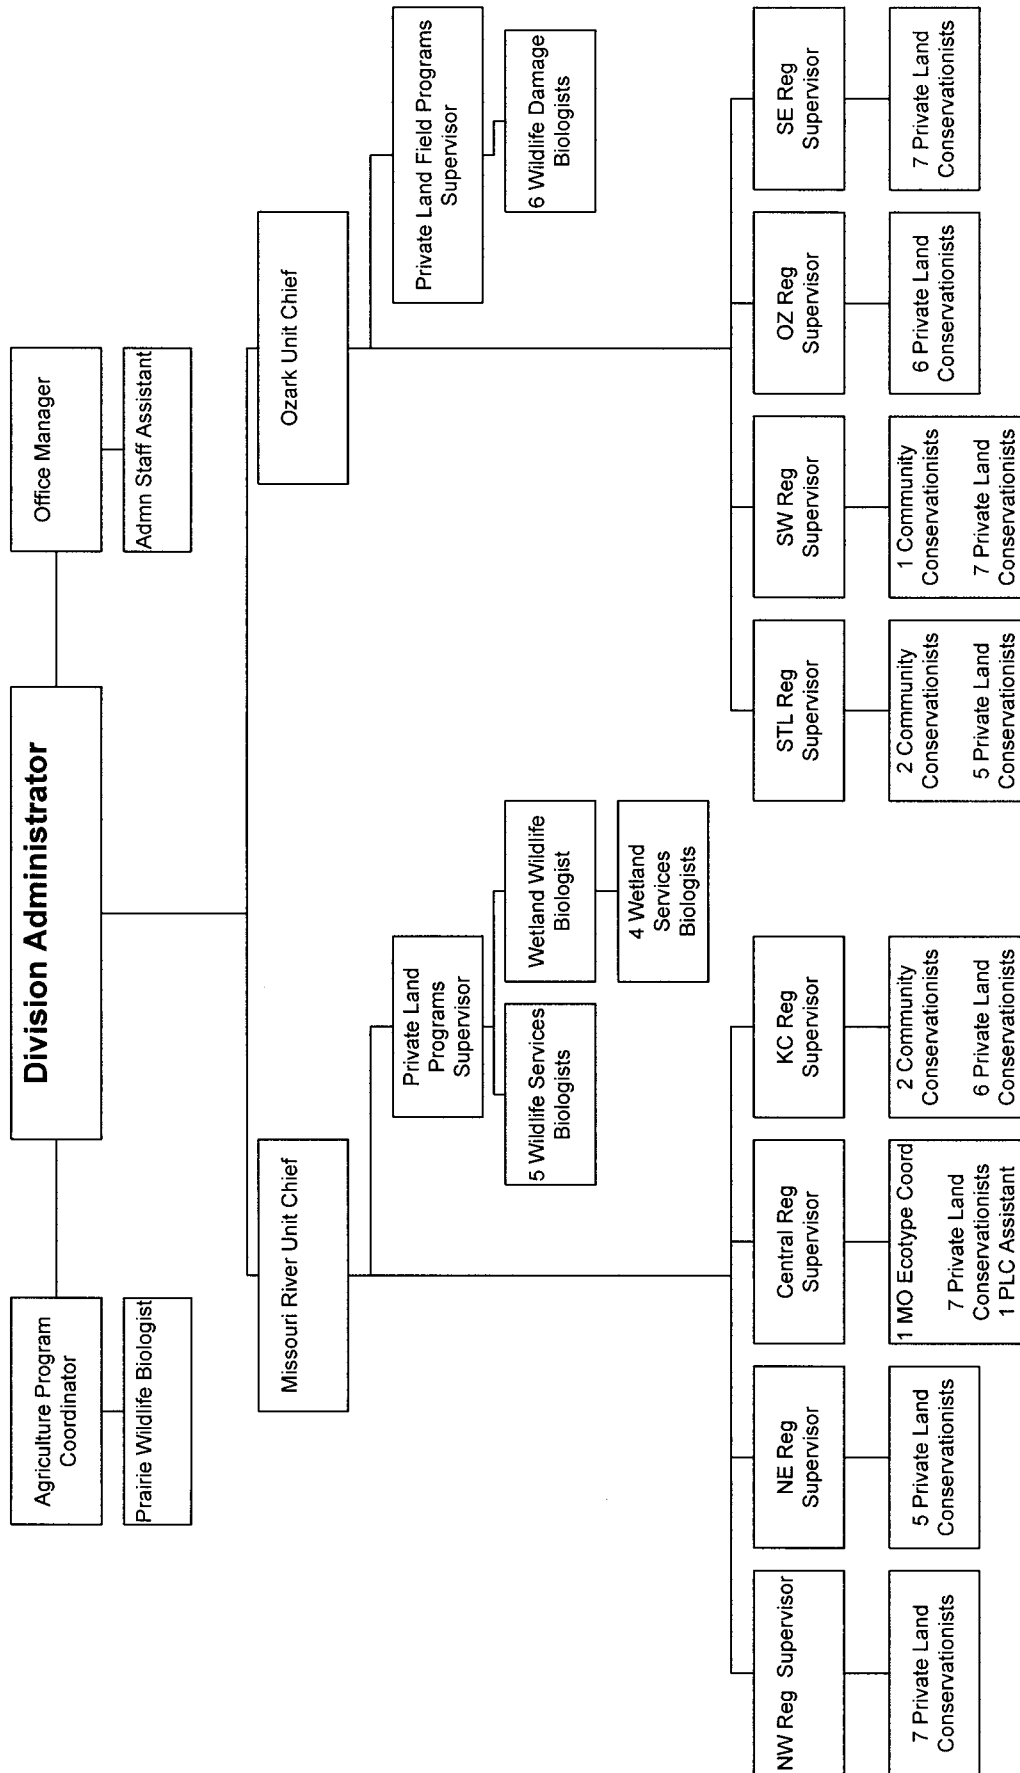 Division Administrator
Agriculture Program
Coordinator
Prairie Wildlife Biologist
Office Manager
Admn Staff Assistant
Missouri River Unit Chief
Ozark Unit Chief
Private Land
Programs
Supervisor
5 Wildlife Services
Biologists
Wetland Wildlife
Biologist
4 Wetland
Services
Biologists
Private Land Field Programs
Supervisor
6 Wildlife Damage
Biologists
NW Reg Supervisor
7 Private Land
Conservationists
NE Reg
Supervisor
5 Private Land
Conservationists
Central Reg
Supervisor
1 MO Ecotype Coord
7 Private Land
Conservationists
1 PLC Assistant
KC Reg
Supervisor
2 Community
Conservationists
6 Private Land
Conservationists
STL Reg
Supervisor
2 Community
Conservationists
5 Private Land
Conservationists
SW Reg
Supervisor
1 Community
Conservationists
7 Private Land
Conservationists
OZ Reg
Supervisor
6 Private Land
Conservationists
SE Reg
Supervisor
7 Private Land
Conservationists